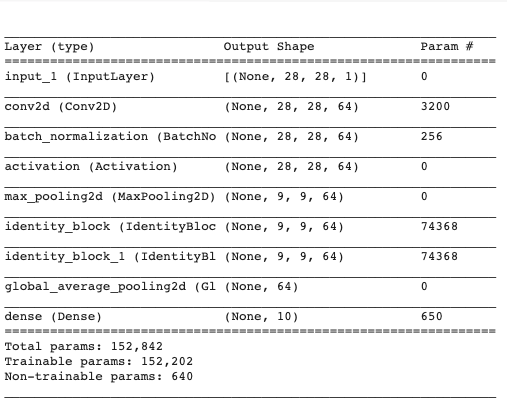 Layer (type) Output Shape Param #
=================================================================
input_1 (InputLayer) [(None, 28, 28, 1)] 0
conv2d (Conv2D) (None, 28, 28, 64) 3200
batch_normalization (BatchNo (None, 28, 28, 64) 256
activation (Activation) (None, 28, 28, 64) 0
max_pooling2d (MaxPooling2D) (None, 9, 9, 64) 0
identity_block (IdentityBloc (None, 9, 9, 64) 74368
identity_block_1 (IdentityBl (None, 9, 9, 64) 74368
global_average_pooling2d (Gl (None, 64) 0
dense (Dense) (None, 10) 650
=================================================================
Total params: 152,842
Trainable params: 152,202
Non-trainable params: 640